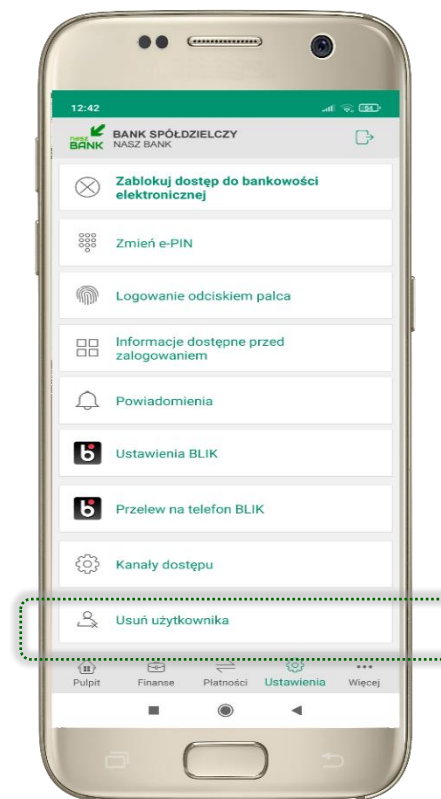 12:42
64
nasz
BANK
BANK SPÓŁDZIELCZY
NASZ BANK
Zablokuj dostęp do bankowości
elektronicznej
Zmień e-PIN
Logowanie odciskiem palca
Informacje dostępne przed
zalogowaniem
Powiadomienia
Ustawienia BLIK
Przelew na telefon BLIK
Kanały dostępu
Usuń użytkownika
Pulpit Finanse Płatności Ustawienia Więcej